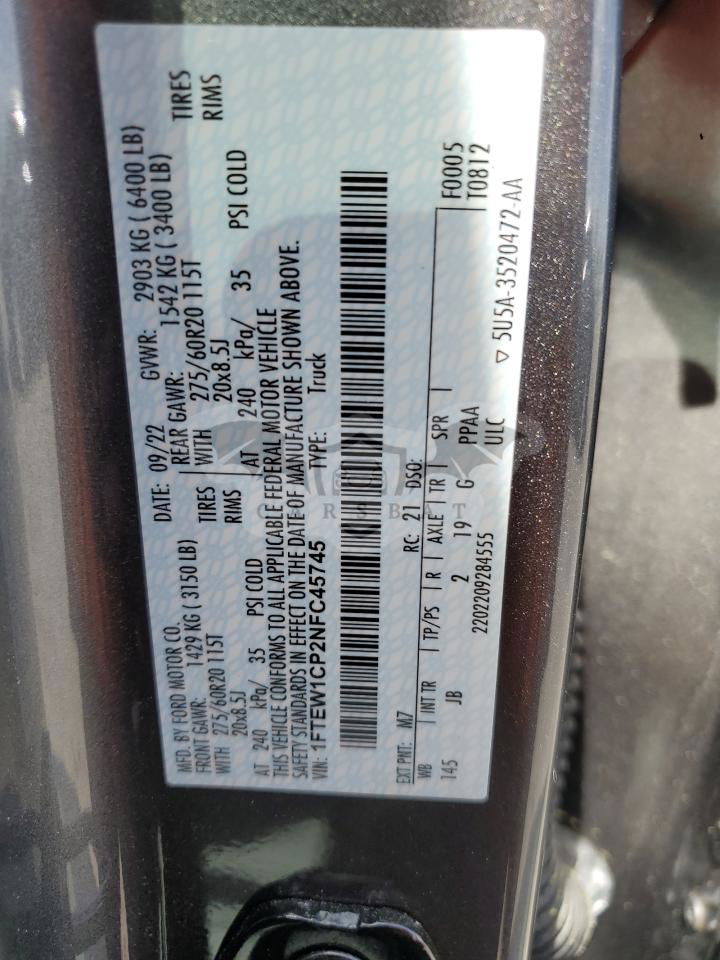 MFD. BY FORD MOTOR CO.
DATE: 09/22 GVWR: 2903 KG ( 6400 LB)
FRONT GAWR: 1429 KG ( 3150 LB) REAR GAWR: 1542 KG ( 3400 LB)
WITH 275/60R20 115T TIRES WITH 275/60R20 115T TIRES
20x8.5J RIMS 20x8.5J RIMS
AT 240 kPa/ 35 PSI COLD AT 240 kPa/ 35 PSI COLD
THIS VEHICLE CONFORMS TO ALL APPLICABLE FEDERAL MOTOR VEHICLE
SAFETY STANDARDS IN EFFECT ON THE DATE OF MANUFACTURE SHOWN ABOVE.
VIN: 1FTEW1CP2NFC45745 TYPE: Truck
EXT PNT: M7 RC: 21 DSO: F0005
WB INT TR TP/PS R AXLE TR SPR T0812
145 JB 2 19 G PPAA
2202209284555 ULC
▽ 5U5A-3520472-AA
CARSBAT